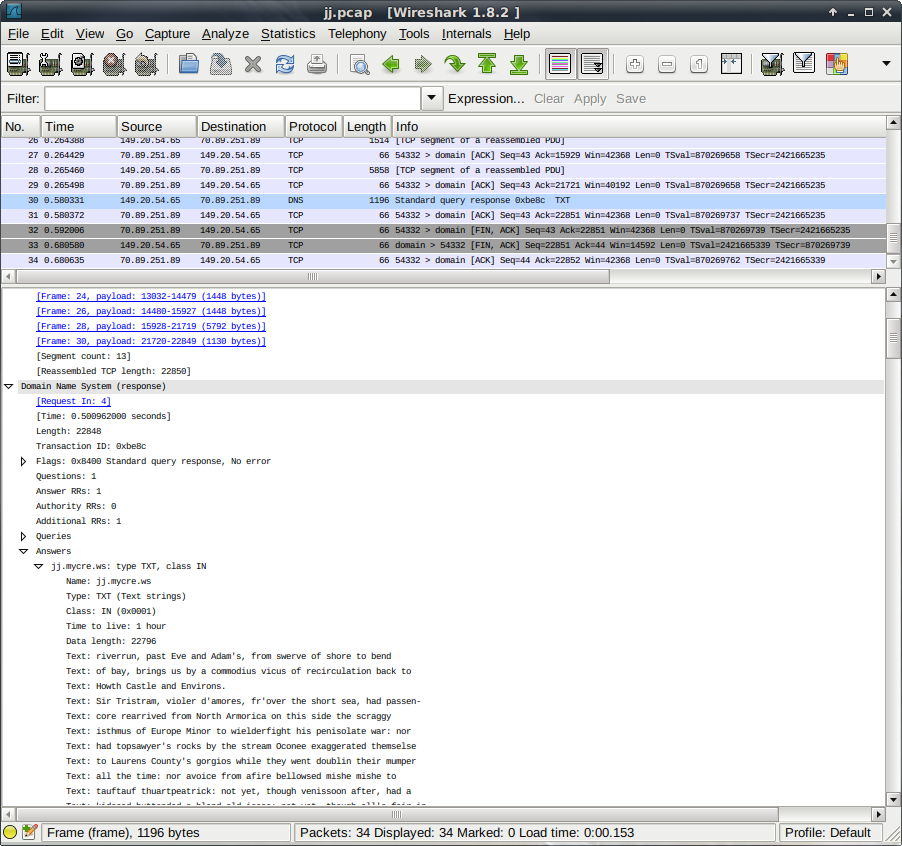 jj.pcap [Wireshark 1.8.2 ]
File Edit View Go Capture Analyze Statistics Telephony Tools Internals Help
Filter: Expression... Clear Apply Save
No. Time Source Destination Protocol Length Info
26 0.264388 149.20.54.65 70.89.251.89 TCP 1514 [TCP segment of a reassembled PDU]
27 0.264429 70.89.251.89 149.20.54.65 TCP 66 54332 > domain [ACK] Seq=43 Ack=15929 Win=42368 Len=0 TSval=870269658 TSecr=2421665235
28 0.265460 149.20.54.65 70.89.251.89 TCP 5858 [TCP segment of a reassembled PDU]
29 0.265498 70.89.251.89 149.20.54.65 TCP 66 54332 > domain [ACK] Seq=43 Ack=21721 Win=40192 Len=0 TSval=870269658 TSecr=2421665235
30 0.580331 149.20.54.65 70.89.251.89 DNS 1196 Standard query response 0xbe8c TXT
31 0.580372 70.89.251.89 149.20.54.65 TCP 66 54332 > domain [ACK] Seq=43 Ack=22851 Win=42368 Len=0 TSval=870269737 TSecr=2421665235
32 0.592006 70.89.251.89 149.20.54.65 TCP 66 54332 > domain [FIN, ACK] Seq=43 Ack=22851 Win=42368 Len=0 TSval=870269739 TSecr=2421665235
33 0.680580 149.20.54.65 70.89.251.89 TCP 66 domain > 54332 [FIN, ACK] Seq=22851 Ack=44 Win=14592 Len=0 TSval=2421665339 TSecr=870269739
34 0.680635 70.89.251.89 149.20.54.65 TCP 66 54332 > domain [ACK] Seq=44 Ack=22852 Win=42368 Len=0 TSval=870269762 TSecr=2421665339
[Frame: 24, payload: 13032-14479 (1448 bytes)]
[Frame: 26, payload: 14480-15927 (1448 bytes)]
[Frame: 28, payload: 15928-21719 (5792 bytes)]
[Frame: 30, payload: 21720-22849 (1130 bytes)]
[Segment count: 13]
[Reassembled TCP length: 22850]
Domain Name System (response)
[Request In: 4]
[Time: 0.500962000 seconds]
Length: 22848
Transaction ID: 0xbe8c
Flags: 0x8400 Standard query response, No error
Questions: 1
Answer RRs: 1
Authority RRs: 0
Additional RRs: 1
Queries
Answers
jj.mycre.ws: type TXT, class IN
Name: jj.mycre.ws
Type: TXT (Text strings)
Class: IN (0x0001)
Time to live: 1 hour
Data length: 22796
Text: riverrun, past Eve and Adam's, from swerve of shore to bend
Text: of bay, brings us by a commodius vicus of recirculation back to
Text: Howth Castle and Environs.
Text: Sir Tristram, violer d'amores, fr'over the short sea, had passen-
Text: core rearrived from North Armorica on this side the scraggy
Text: isthmus of Europe Minor to wielderfight his penisolate war: nor
Text: had topsawyer's rocks by the stream Oconee exaggerated themselse
Text: to Laurens County's gorgios while they went doublin their mumper
Text: all the time: nor avoice from afire bellowsed mishe mishe to
Text: tauftauf thuartpeatrick: not yet, though venissoon after, had a
Frame (frame), 1196 bytes Packets: 34 Displayed: 34 Marked: 0 Load time: 0:00.153 Profile: Default